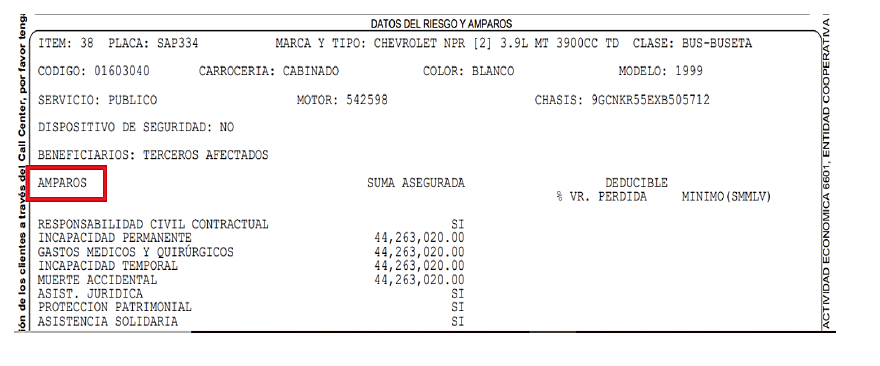 DATOS DEL RIESGO Y AMPAROS
ITEM: 38 PLACA: SAP334 MARCA Y TIPO: CHEVROLET NPR [2] 3.9L MT 3900CC TD CLASE: BUS-BUSETA
CODIGO: 01603040 CARROCERIA: CABINADO COLOR: BLANCO MODELO: 1999
SERVICIO: PUBLICO MOTOR: 542598 CHASIS: 9GCNKR55EXB505712
DISPOSITIVO DE SEGURIDAD: NO
BENEFICIARIOS: TERCEROS AFECTADOS
AMPAROS SUMA ASEGURADA DEDUCIBLE
% VR. PERDIDA MINIMO(SMMLV)
RESPONSABILIDAD CIVIL CONTRACTUAL SI
INCAPACIDAD PERMANENTE 44,263,020.00
GASTOS MEDICOS Y QUIRÚRGICOS 44,263,020.00
INCAPACIDAD TEMPORAL 44,263,020.00
MUERTE ACCIDENTAL 44,263,020.00
ASIST. JURIDICA SI
PROTECCION PATRIMONIAL SI
ASISTENCIA SOLIDARIA SI
ión de los clientes a través del Call Center, por favor teng
ACTIVIDAD ECONOMICA 6601, ENTIDAD COOPERATIVA